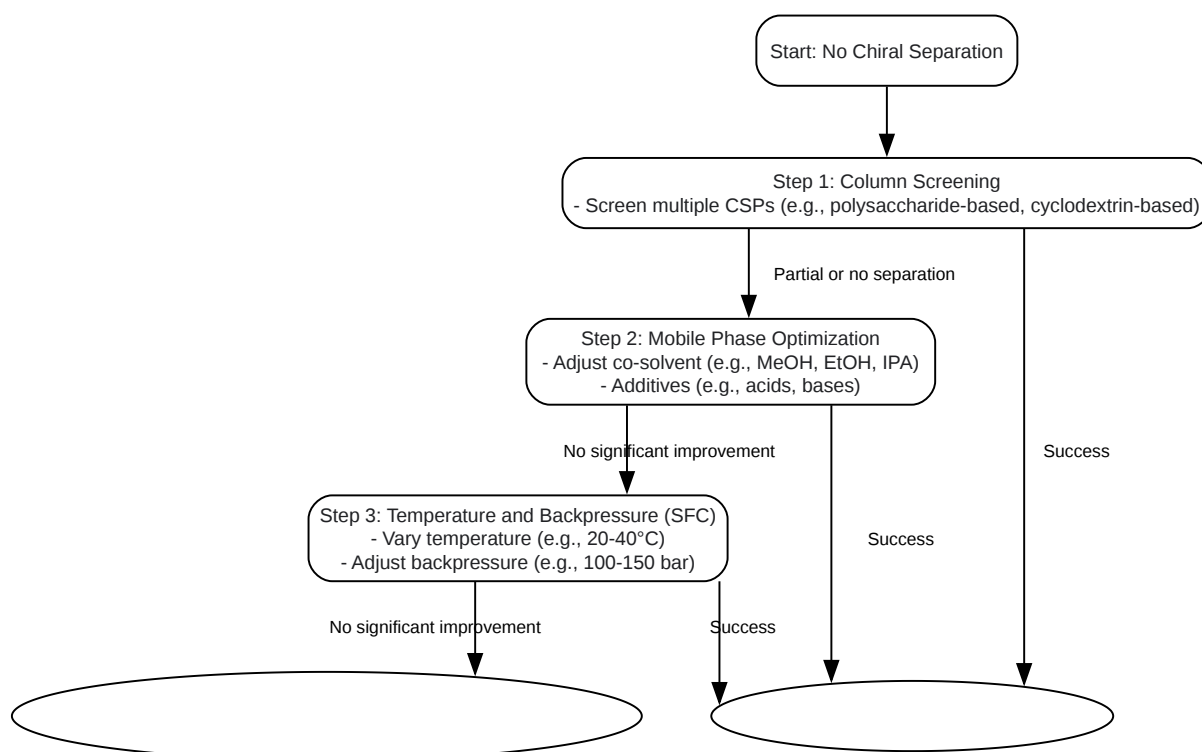 Start: No Chiral Separation
Step 1: Column Screening
- Screen multiple CSPs (e.g., polysaccharide-based, cyclodextrin-based)
Partial or no separation
Step 2: Mobile Phase Optimization
- Adjust co-solvent (e.g., MeOH, EtOH, IPA)
- Additives (e.g., acids, bases)
No significant improvement
Success
Step 3: Temperature and Backpressure (SFC)
- Vary temperature (e.g., 20-40°C)
- Adjust backpressure (e.g., 100-150 bar)
Success
No significant improvement
Success